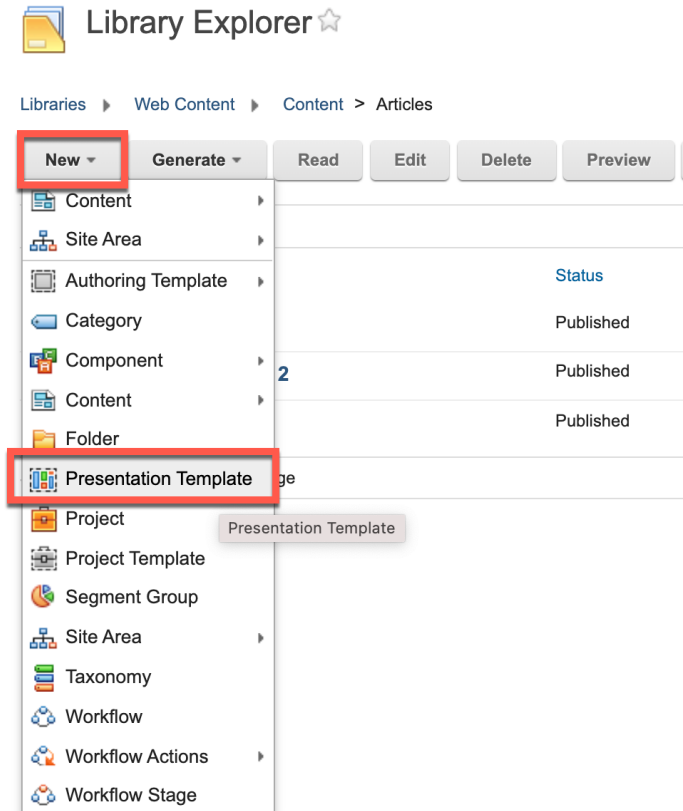 Library Explorer
Libraries Web Content Content > Articles
New Generate Read Edit Delete Preview
Content
Site Area
Authoring Template
Status
Category
Published
Component
2
Published
Content
Published
Folder
Presentation Template
ge
Project
Presentation Template
Project Template
Segment Group
Site Area
Taxonomy
Workflow
Workflow Actions
Workflow Stage